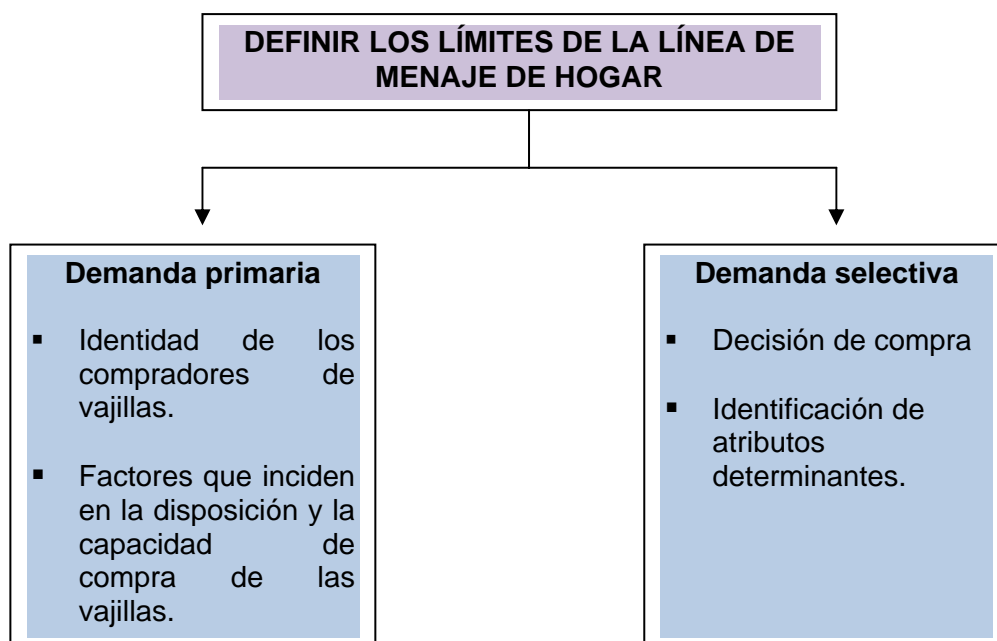 DEFINIR LOS LÍMITES DE LA LÍNEA DE
MENAJE DE HOGAR
Demanda primaria
▪ Identidad de los
compradores de
vajillas.
▪ Factores que inciden
en la disposición y la
capacidad de
compra de las
vajillas.
Demanda selectiva
▪ Decisión de compra
▪ Identificación de
atributos
determinantes.